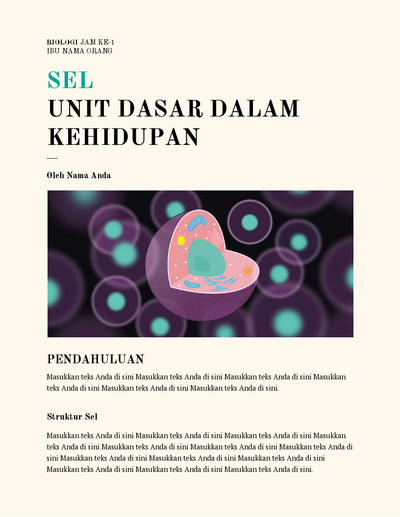 BIOLOGI JAM KE-1
IBU NAMA ORANG
SEL
UNIT DASAR DALAM
KEHIDUPAN
Oleh Nama Anda
PENDAHULUAN
Masukkan teks Anda di sini Masukkan teks Anda di sini Masukkan teks Anda di sini Masukkan
teks Anda di sini Masukkan teks Anda di sini Masukkan teks Anda di sini.
Struktur Sel
Masukkan teks Anda di sini Masukkan teks Anda di sini Masukkan teks Anda di sini Masukkan
teks Anda di sini Masukkan teks Anda di sini Masukkan teks Anda di sini Masukkan teks Anda di
sini Masukkan teks Anda di sini Masukkan teks Anda di sini Masukkan teks Anda di sini
Masukkan teks Anda di sini Masukkan teks Anda di sini Masukkan teks Anda di sini.